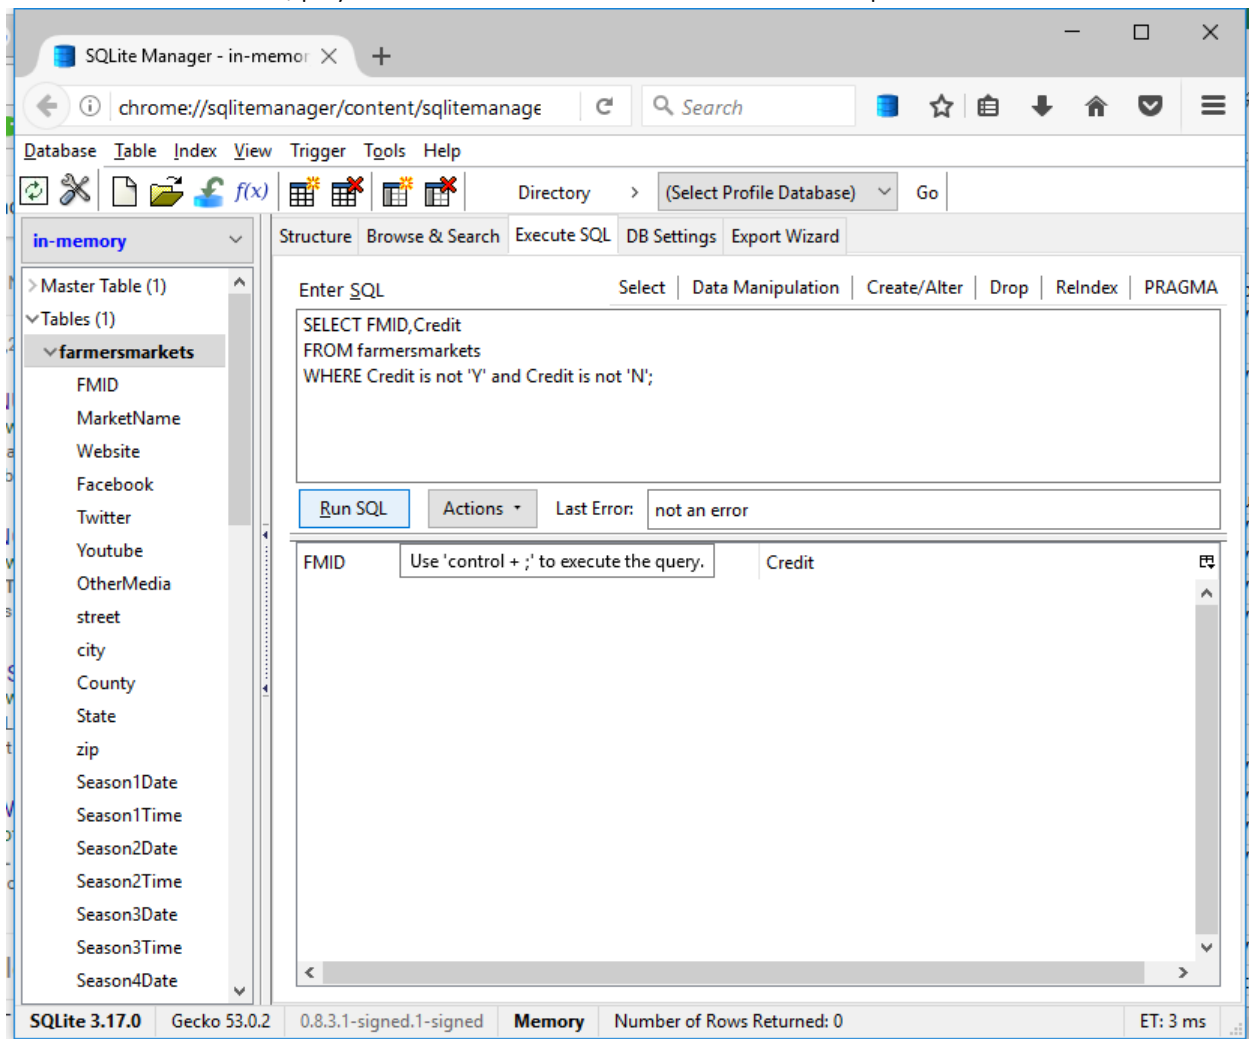 SQLite Manager - in-memor
chrome://sqlitemanager/content/sqlitemanage
Search
Database Table Index View Trigger Tools Help
f(x)
Directory > (Select Profile Database) Go
in-memory
Structure Browse & Search Execute SQL DB Settings Export Wizard
Master Table (1)
Tables (1)
farmersmarkets
FMID
MarketName
Website
Facebook
Twitter
Youtube
OtherMedia
street
city
County
State
zip
Season1Date
Season1Time
Season2Date
Season2Time
Season3Date
Season3Time
Season4Date
Enter SQL
Select | Data Manipulation | Create/Alter | Drop | ReIndex | PRAGMA
SELECT FMID,Credit
FROM farmersmarkets
WHERE Credit is not 'Y' and Credit is not 'N';
Run SQL Actions Last Error: not an error
FMID Credit
Use 'control + ;' to execute the query.
SQLite 3.17.0 Gecko 53.0.2 0.8.3.1-signed.1-signed Memory Number of Rows Returned: 0 ET: 3 ms